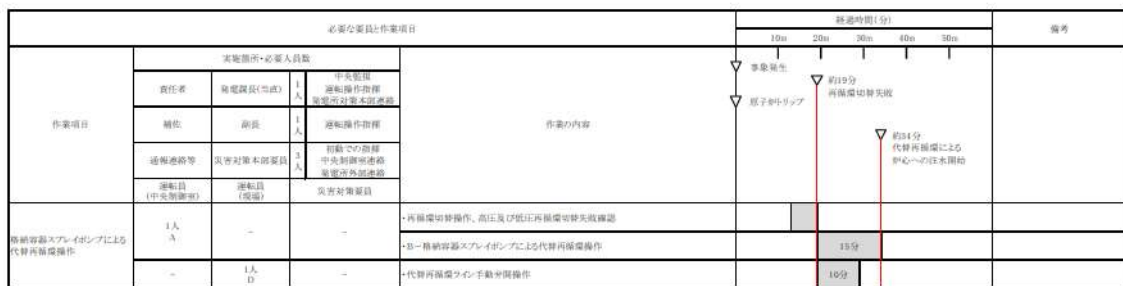 必要な要員と作業項目
経過時間(分)
備考
10m 20m 30m 40m 50m
作業項目
実施箇所・必要人員数
作業の内容
責任者
発電課長(当直)
1人
中央監視
運転操作指揮
発電所対策本部連絡
補佐
副長
1人
運転操作指揮
通報連絡等
災害対策本部要員
3人
初動での指揮
中央制御室連絡
発電所外部連絡
運転員
(中央制御室)
運転員
(現場)
災害対策要員
事象発生
原子炉トリップ
約19分
再循環切替失敗
約34分
代替再循環による
炉心への注水開始
格納容器スプレイポンプによる
代替再循環操作
1人
A
-
-
・再循環切替操作、高圧及び低圧再循環切替失敗確認
・B-格納容器スプレイポンプによる代替再循環操作
15分
-
1人
D
-
・代替再循環ライン手動弁開操作
10分